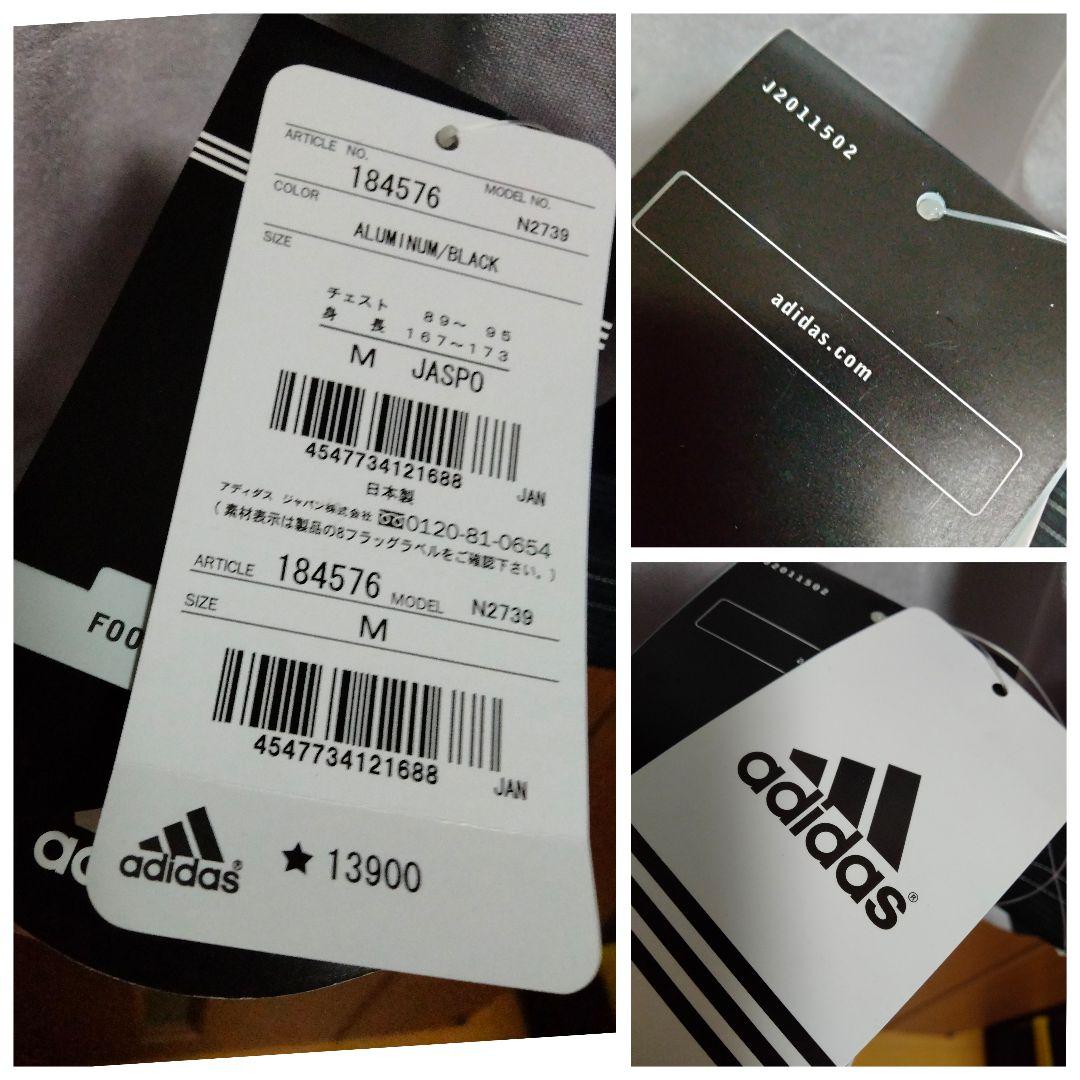 ARTICLE NO.
184576
MODEL NO.
N2739
COLOR
ALUMINUM/BLACK
SIZE
チェスト 89～ 95
身 長 167～173
M JASPO
4547734121688
JAN
日本製
アディダス ジャパン株式会社 0120-81-0654
(素材表示は製品の8フラッグラベルをご確認下さい。)
ARTICLE 184576 MODEL N2739
SIZE
M
4547734121688
JAN
adidas®
★ 13900
FOO
ad
J2011502
adidas.com
J2011502
adidas®